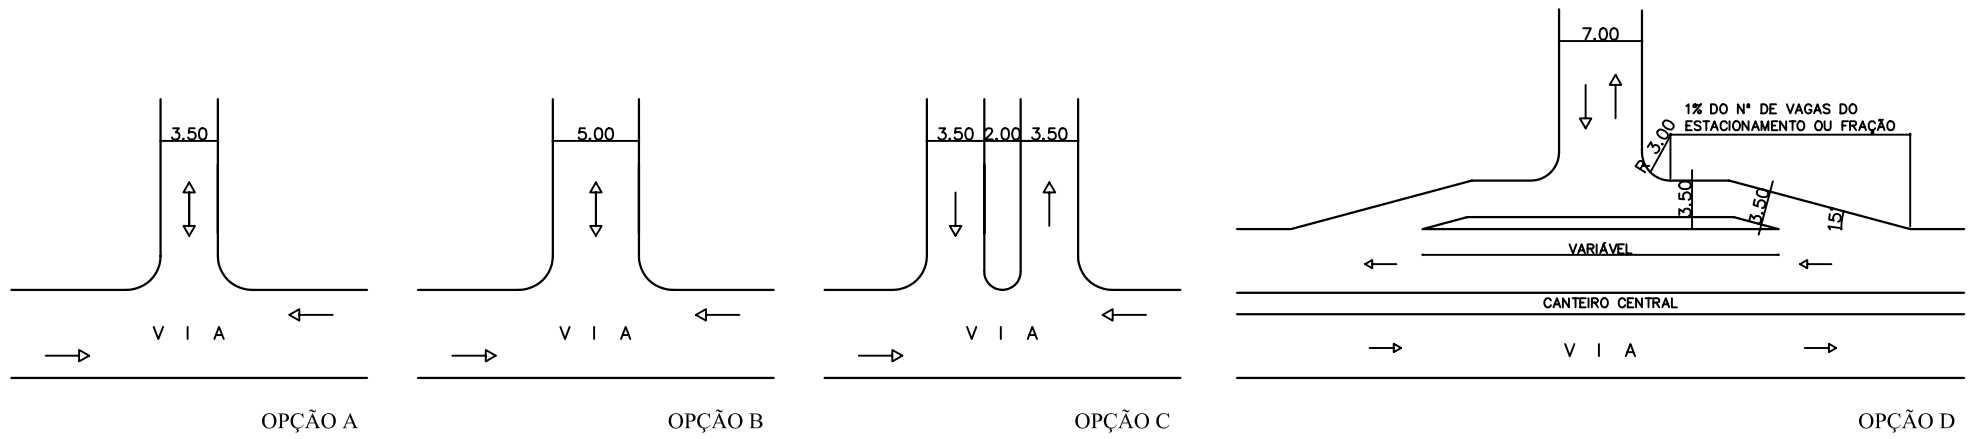 3.50
V I A
OPÇÃO A
5.00
V I A
OPÇÃO B
3.50 2.00 3.50
V I A
OPÇÃO C
7.00
1% DO Nº DE VAGAS DO
ESTACIONAMENTO OU FRAÇÃO
R 3.00
3.50
3.50
15°
VARIÁVEL
CANTEIRO CENTRAL
V I A
OPÇÃO D